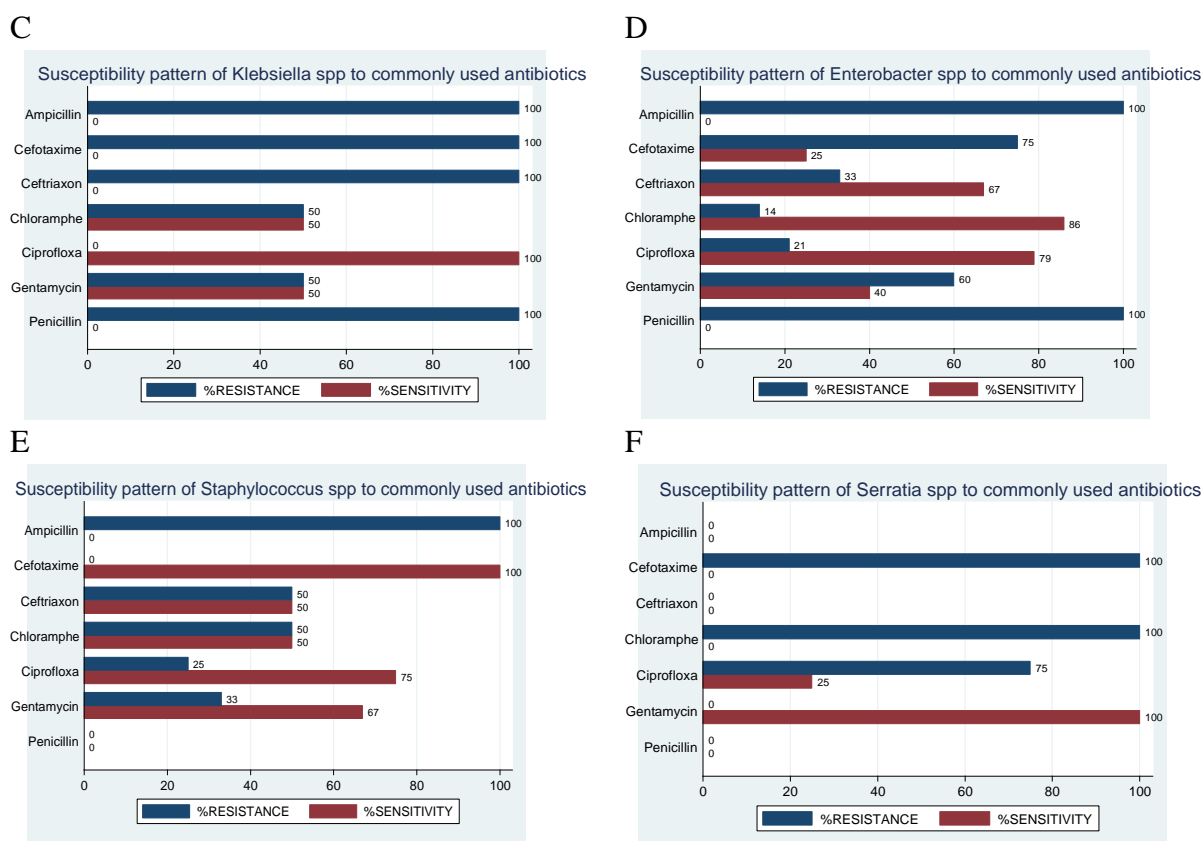 C
Susceptibility pattern of Klebsiella spp to commonly used antibiotics
Ampicillin 100
0
Cefotaxime 100
0
Ceftriaxon 100
0
Chloramphe 50
50
Ciprofloxa 0
100
Gentamycin 50
50
Penicillin 100
0
0 20 40 60 80 100
%RESISTANCE %SENSITIVITY
D
Susceptibility pattern of Enterobacter spp to commonly used antibiotics
Ampicillin 100
0
Cefotaxime 75
25
Ceftriaxon 33
67
Chloramphe 14
86
Ciprofloxa 21
79
Gentamycin 60
40
Penicillin 100
0
0 20 40 60 80 100
%RESISTANCE %SENSITIVITY
E
Susceptibility pattern of Staphylococcus spp to commonly used antibiotics
Ampicillin 100
0
Cefotaxime 0
100
Ceftriaxon 50
50
Chloramphe 50
50
Ciprofloxa 25
75
Gentamycin 33
67
Penicillin 0
0
0 20 40 60 80 100
%RESISTANCE %SENSITIVITY
F
Susceptibility pattern of Serratia spp to commonly used antibiotics
Ampicillin 0
0
Cefotaxime 100
0
Ceftriaxon 0
0
Chloramphe 100
0
Ciprofloxa 75
25
Gentamycin 0
100
Penicillin 0
0
0 20 40 60 80 100
%RESISTANCE %SENSITIVITY